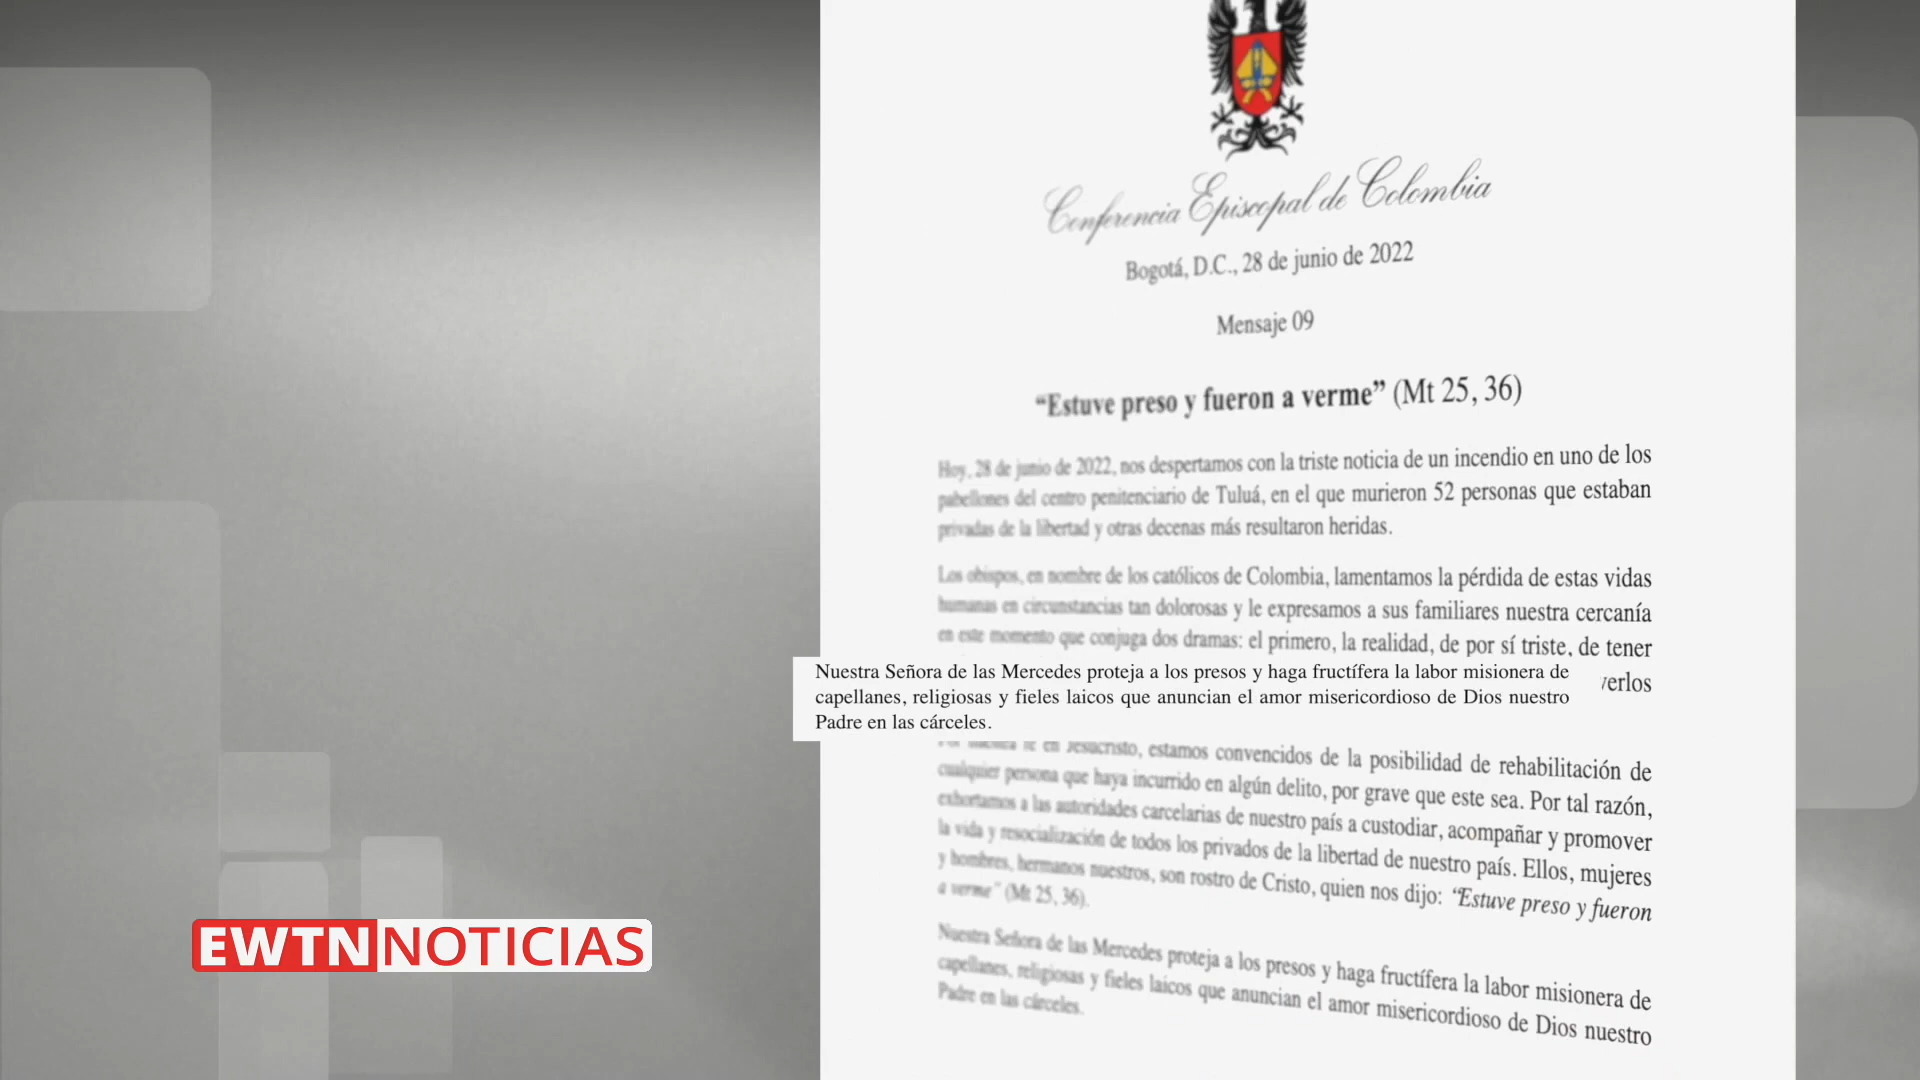 Conferencia Episcopal de Colombia
Bogotá, D.C., 28 de junio de 2022
Mensaje 09
“Estuve preso y fueron a verme” (Mt 25, 36)
Hoy, 28 de junio de 2022, nos despertamos con la triste noticia de un incendio en uno de los
pabellones del centro penitenciario de Tuluá, en el que murieron 52 personas que estaban
privadas de la libertad y otras decenas más resultaron heridas.
Los obispos, en nombre de los católicos de Colombia, lamentamos la pérdida de estas vidas
humanas en circunstancias tan dolorosas y le expresamos a sus familiares nuestra cercanía
en este momento que conjuga dos dramas: el primero, la realidad, de por sí triste, de tener
verlos
Nuestra Señora de las Mercedes proteja a los presos y haga fructífera la labor misionera de
capellanes, religiosas y fieles laicos que anuncian el amor misericordioso de Dios nuestro
Padre en las cárceles.
Por nuestra fe en Jesucristo, estamos convencidos de la posibilidad de rehabilitación de
cualquier persona que haya incurrido en algún delito, por grave que este sea. Por tal razón,
exhortamos a las autoridades carcelarias de nuestro país a custodiar, acompañar y promover
la vida y resocialización de todos los privados de la libertad de nuestro país. Ellos, mujeres
y hombres, hermanos nuestros, son rostro de Cristo, quien nos dijo: “Estuve preso y fueron
a verme” (Mt 25, 36).
Nuestra Señora de las Mercedes proteja a los presos y haga fructífera la labor misionera de
capellanes, religiosas y fieles laicos que anuncian el amor misericordioso de Dios nuestro
Padre en las cárceles.
EWTN NOTICIAS